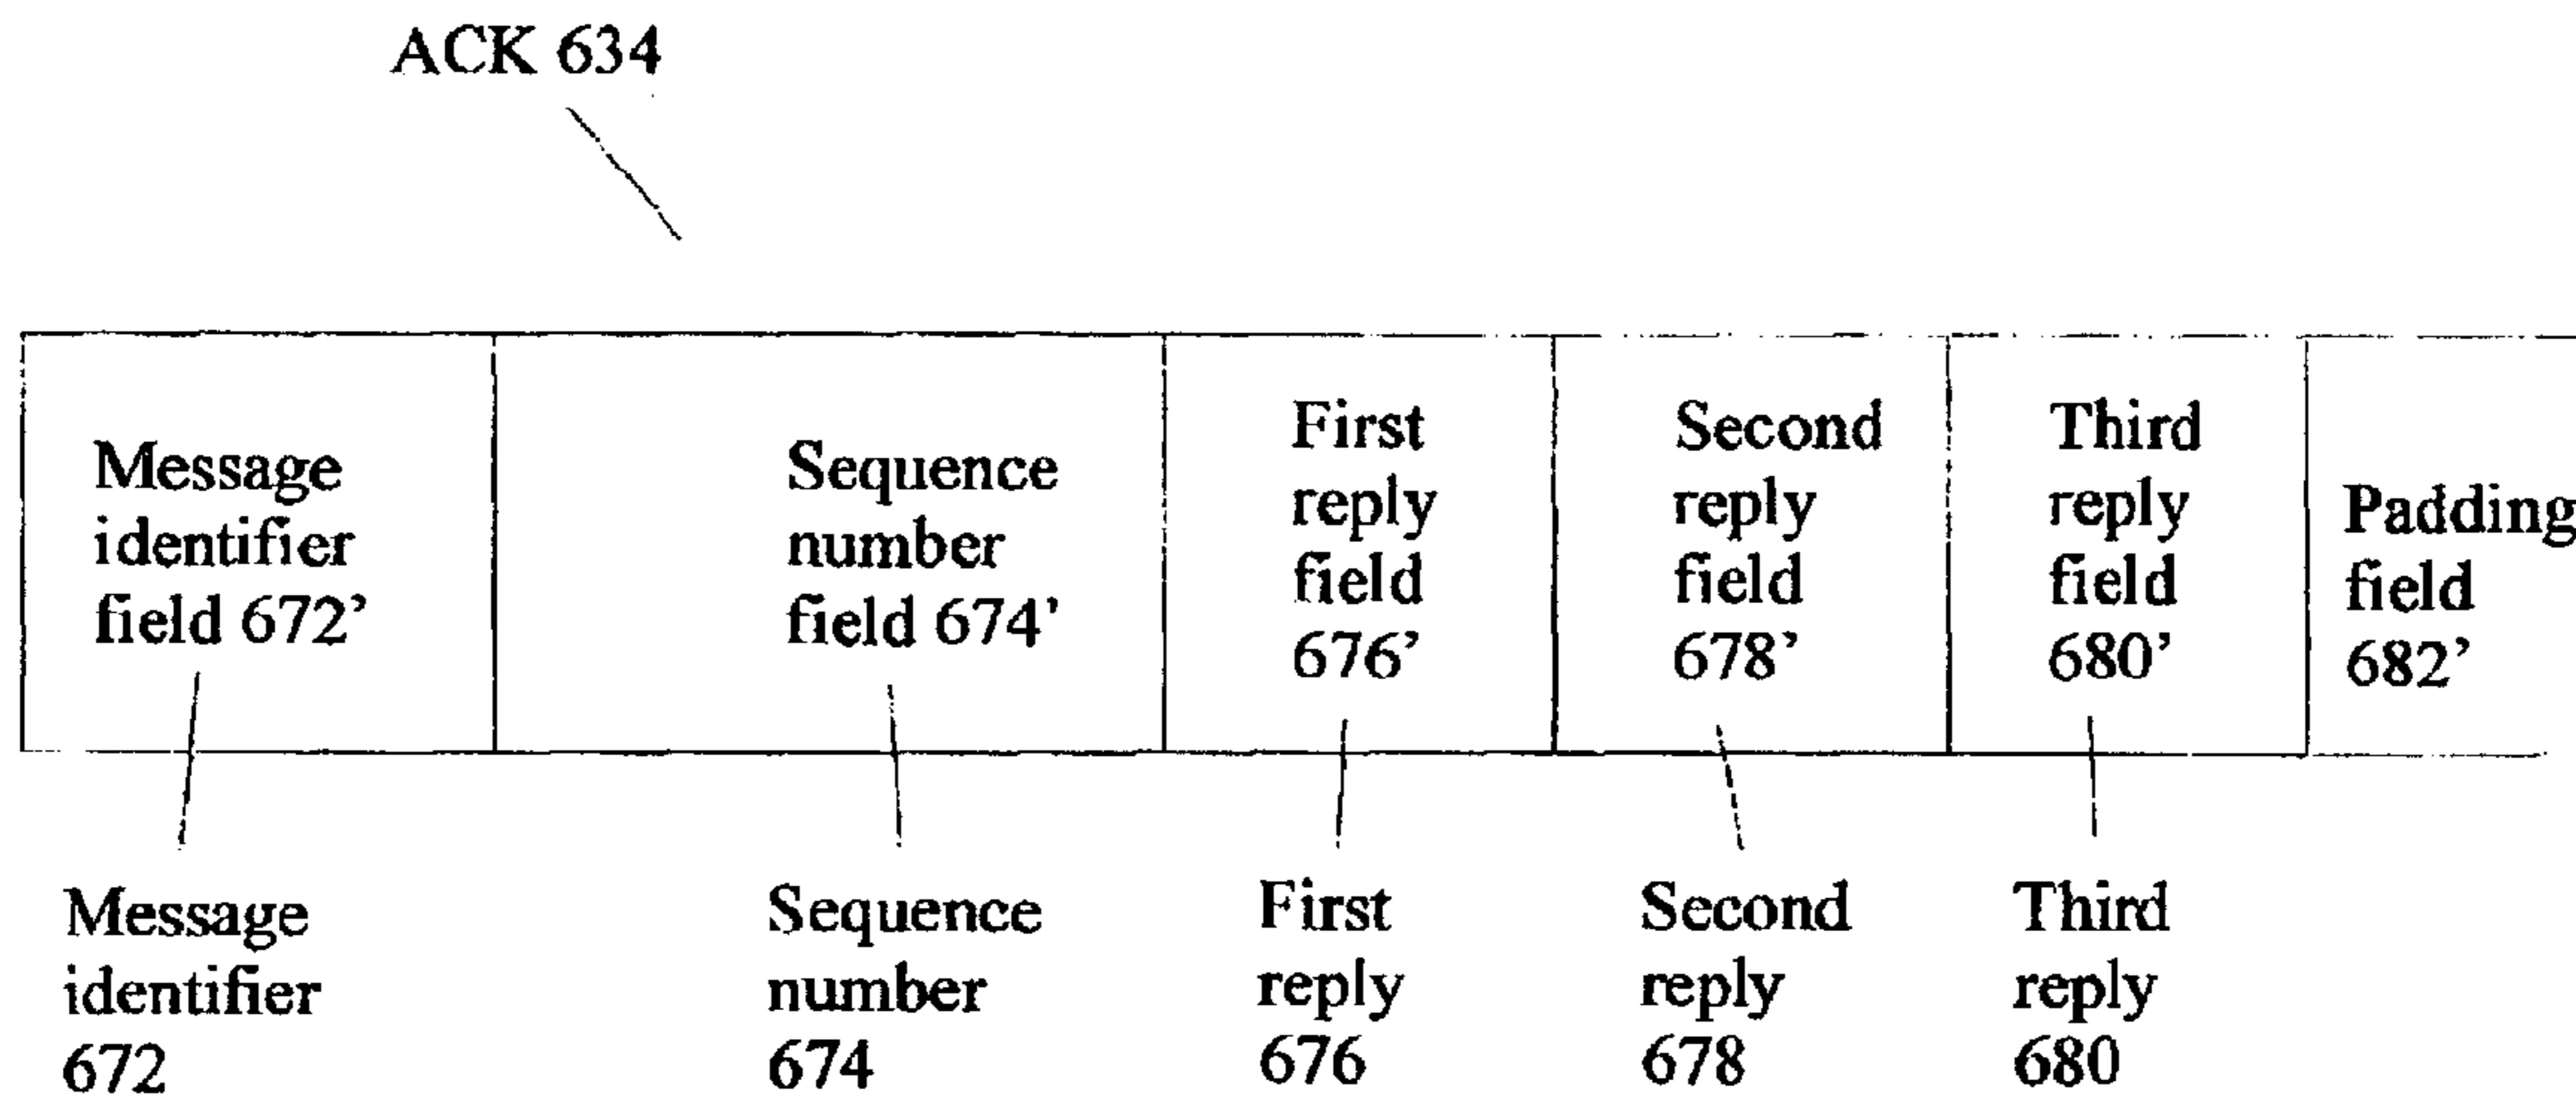 ACK 634
Message
identifier
field 672’
Sequence
number
field 674’
First
reply
field
676’
Second
reply
field
678’
Third
reply
field
680’
Padding
field
682’
Message
identifier
672
Sequence
number
674
First
reply
676
Second
reply
678
Third
reply
680